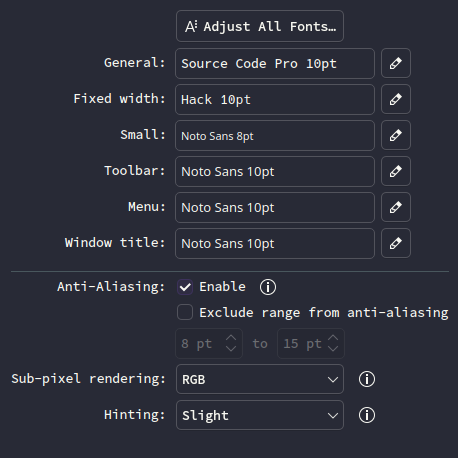 Adjust All Fonts…
General: Source Code Pro 10pt
Fixed width: Hack 10pt
Small: Noto Sans 8pt
Toolbar: Noto Sans 10pt
Menu: Noto Sans 10pt
Window title: Noto Sans 10pt
Anti-Aliasing: Enable
Exclude range from anti-aliasing
8 pt to 15 pt
Sub-pixel rendering: RGB
Hinting: Slight